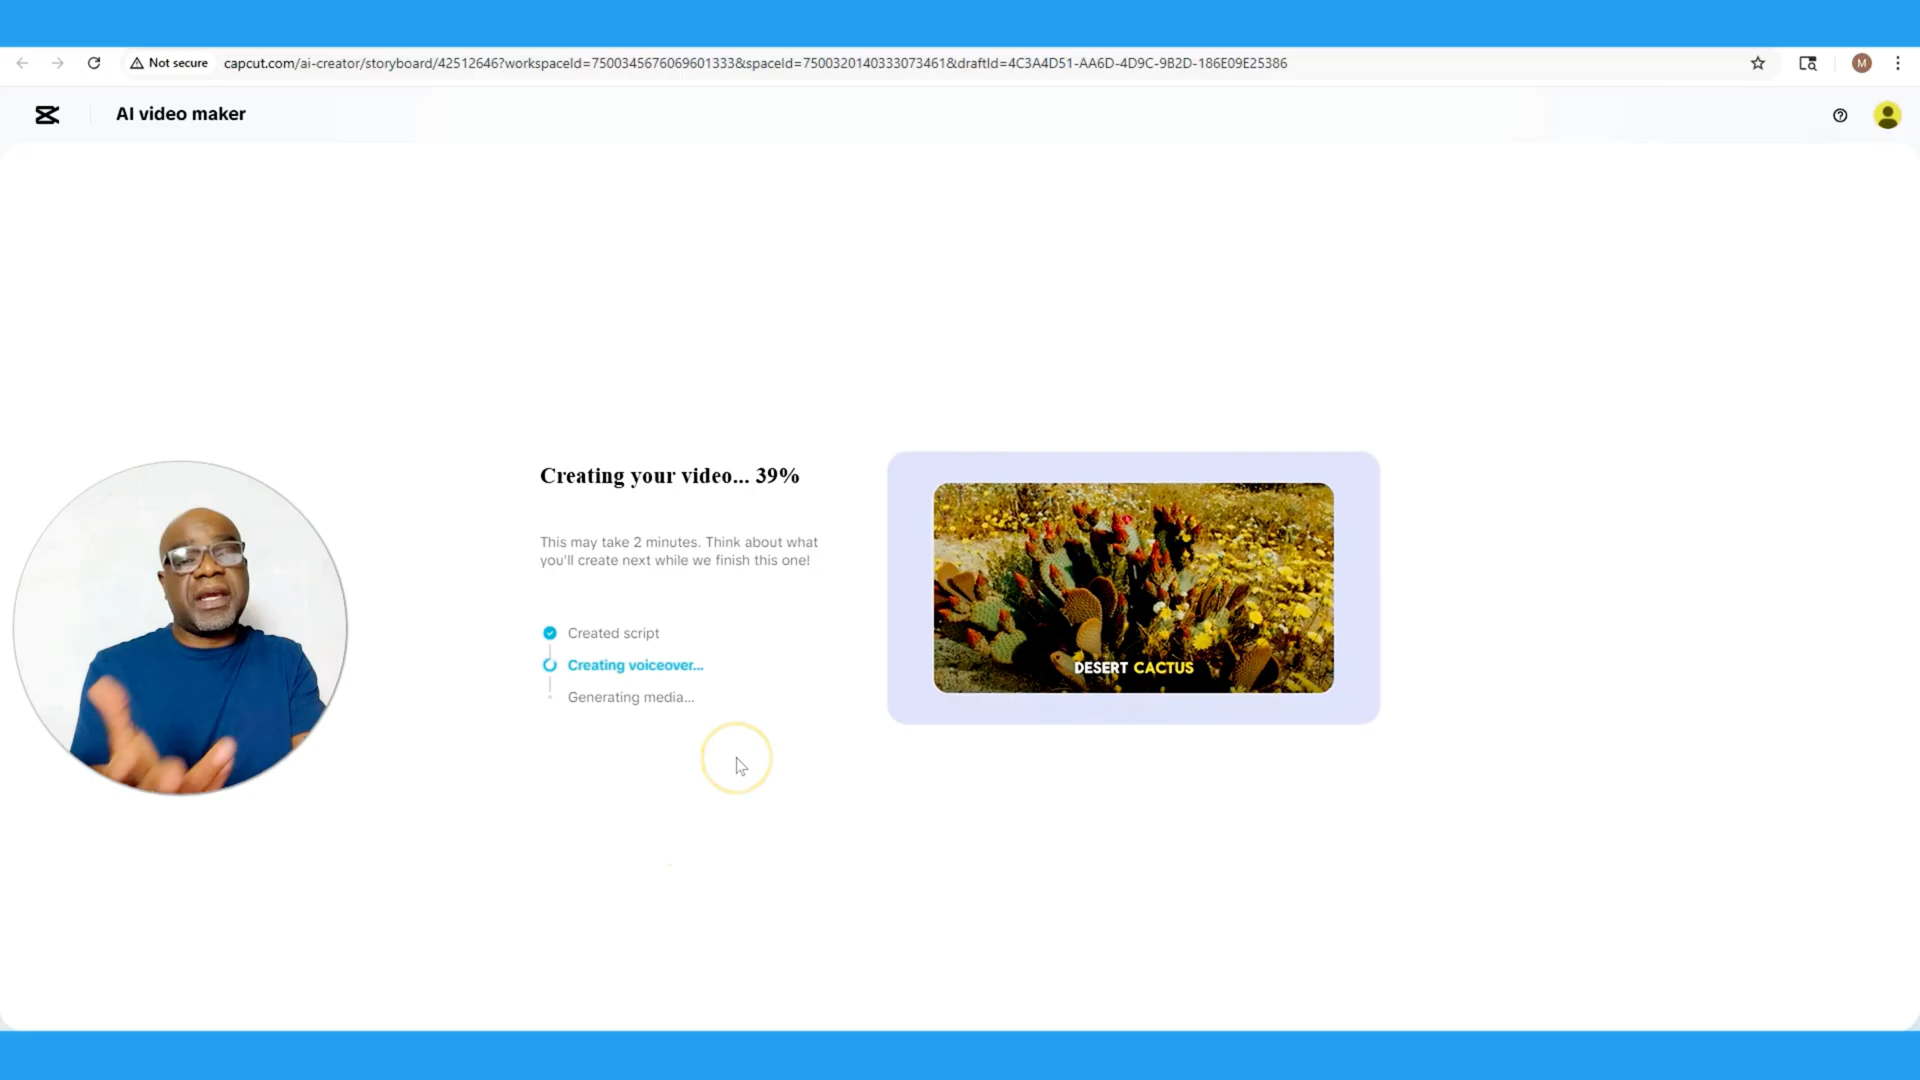 Not secure
capcut.com/ai-creator/storyboard/42512646?workspaceId=7500345676069601333&spaceId=7500320140333073461&draftId=4C3A4D51-AA6D-4D9C-9B2D-186E09E25386
M
AI video maker
Creating your video... 39%
This may take 2 minutes. Think about what
you'll create next while we finish this one!
Created script
Creating voiceover...
Generating media...
DESERT CACTUS